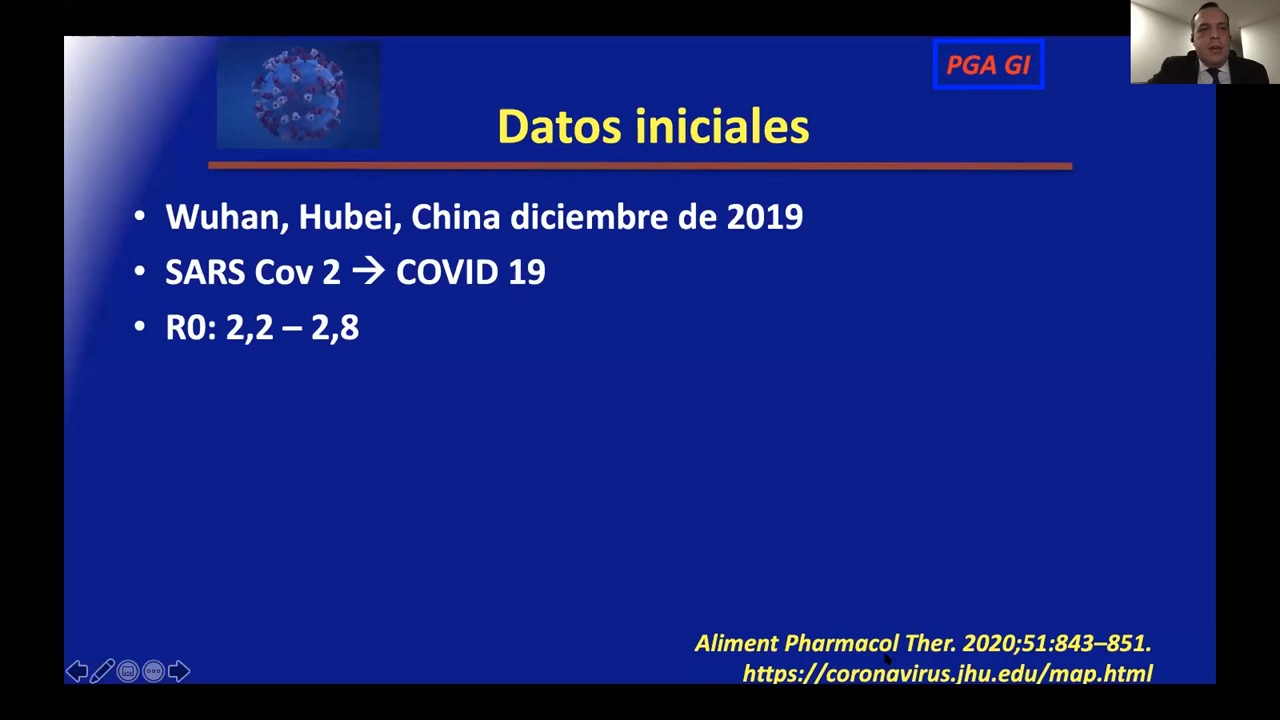 PGA GI
Datos iniciales
• Wuhan, Hubei, China diciembre de 2019
• SARS Cov 2 → COVID 19
• R0: 2,2 – 2,8
Aliment Pharmacol Ther. 2020;51:843–851.
https://coronavirus.jhu.edu/map.html